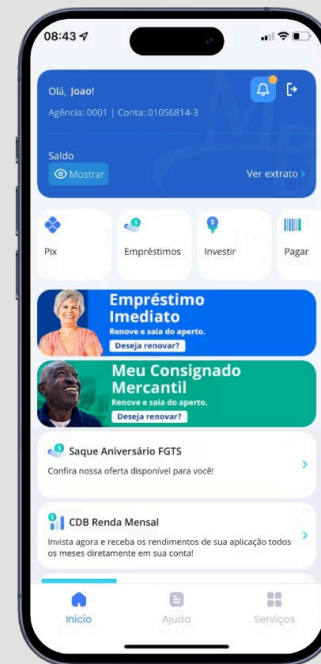 08:43
Olá, Joao!
Agência: 0001 | Conta: 01056814-3
Saldo
Mostrar
Ver extrato >
Pix
Empréstimos
Investir
Pagar
Empréstimo
Imediato
Renove e saia do aperto.
Deseja renovar?
Meu Consignado
Mercantil
Renove e saia do aperto.
Deseja renovar?
Saque Aniversário FGTS
Confira nossa oferta disponível para você!
CDB Renda Mensal
Invista agora e receba os rendimentos de sua aplicação todos
os meses diretamente em sua conta!
Início
Ajuda
Serviços